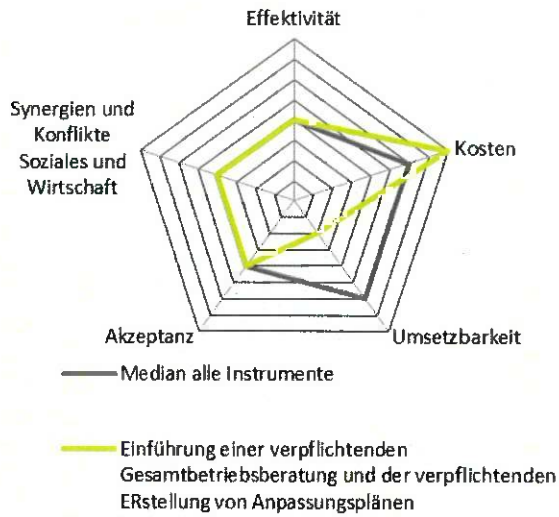 Effektivität
Synergien und
Konflikte
Soziales und
Wirtschaft
Kosten
Akzeptanz
Umsetzbarkeit
Median alle Instrumente
Einführung einer verpflichtenden
Gesamtbetriebsberatung und der verpflichtenden
ERstellung von Anpassungsplänen